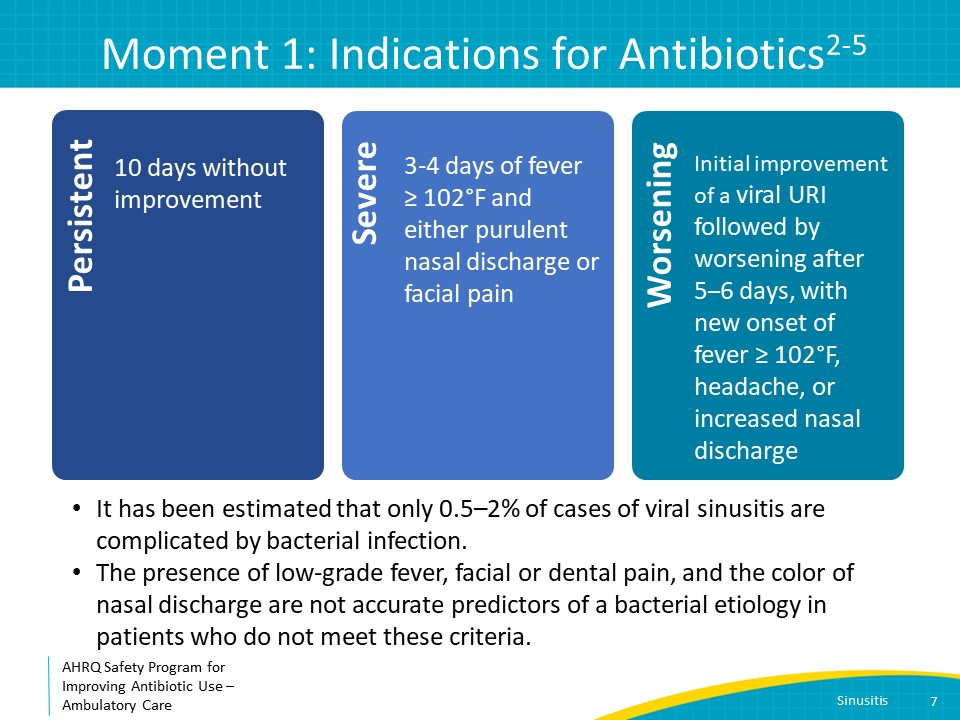 Moment 1: Indications for Antibiotics2-5
Persistent
10 days without
improvement
Severe
3-4 days of fever
≥ 102°F and
either purulent
nasal discharge or
facial pain
Worsening
Initial improvement
of a viral URI
followed by
worsening after
5–6 days, with
new onset of
fever ≥ 102°F,
headache, or
increased nasal
discharge
• It has been estimated that only 0.5–2% of cases of viral sinusitis are
complicated by bacterial infection.
• The presence of low-grade fever, facial or dental pain, and the color of
nasal discharge are not accurate predictors of a bacterial etiology in
patients who do not meet these criteria.
AHRQ Safety Program for
Improving Antibiotic Use –
Ambulatory Care
Sinusitis 7